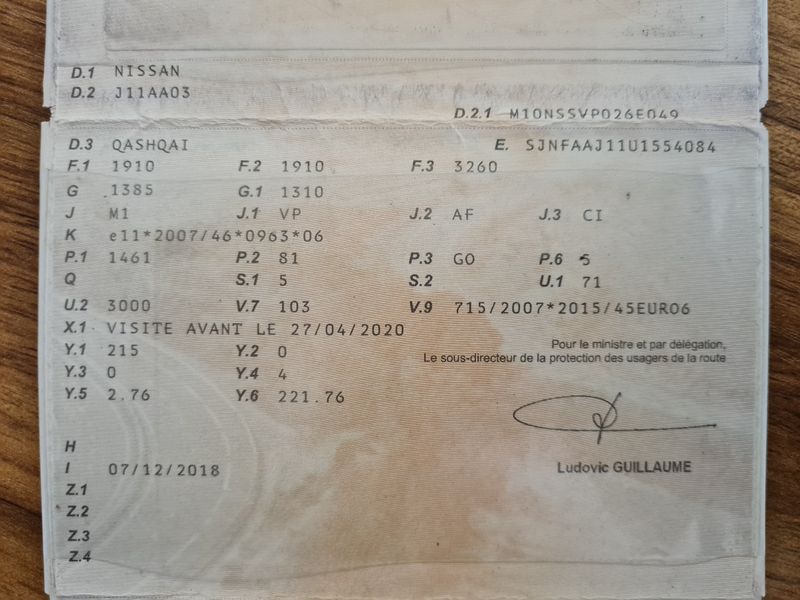 D.1 NISSAN
D.2 J11AA03
D.2.1 M10NSSVP026E049
D.3 QASHQAI E. SJNFAAJ11U1554084
F.1 1910 F.2 1910 F.3 3260
G .1385 G.1 1310
J M1 J.1 VP J.2 AF J.3 CI
K e11*2007/46*0963*06
P.1 1461 P.2 81 P.3 GO P.6 5
Q S.1 5 S.2 U.1 71
U.2 3000 V.7 103 V.9 715/2007*2015/45EURO6
X.1 VISITE AVANT LE 27/04/2020
Y.1 215 Y.2 0
Y.3 0 Y.4 4
Y.5 2.76 Y.6 221.76
Pour le ministre et par délégation,
Le sous-directeur de la protection des usagers de la route
H
I 07/12/2018
Ludovic GUILLAUME
Z.1
Z.2
Z.3
Z.4